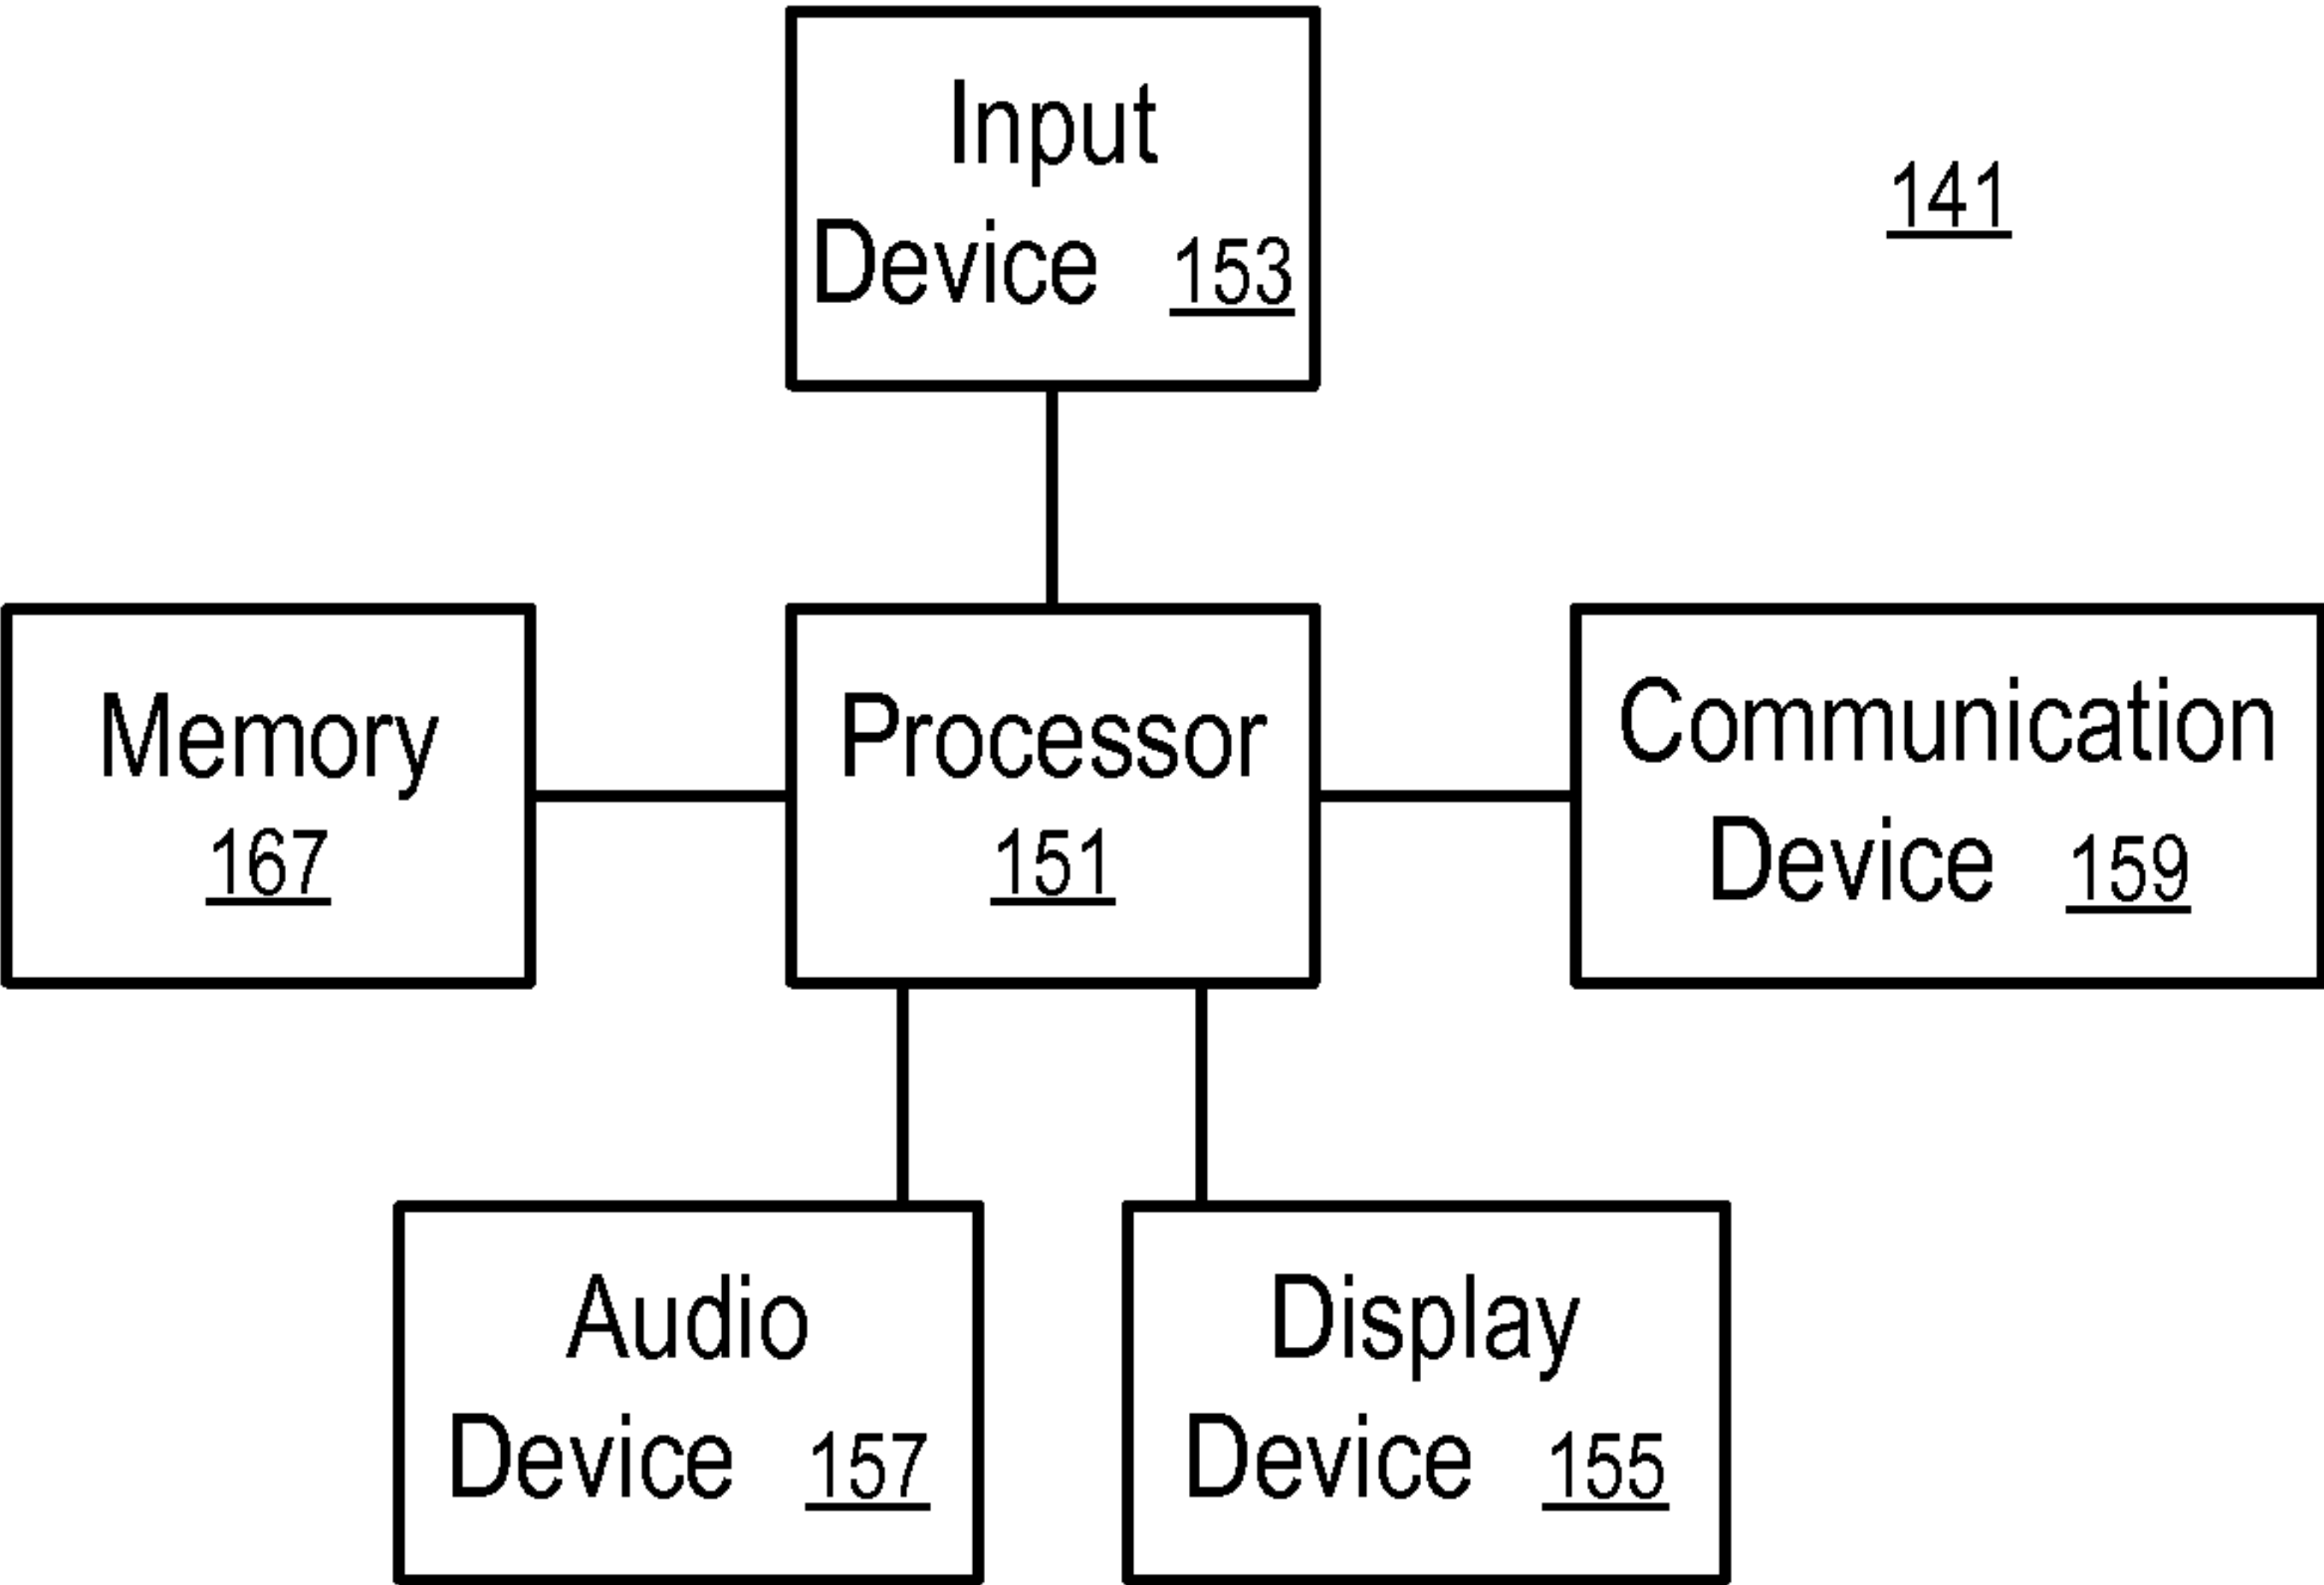 Input
Device 153
141
Memory
167
Processor
151
Communication
Device 159
Audio
Device 157
Display
Device 155